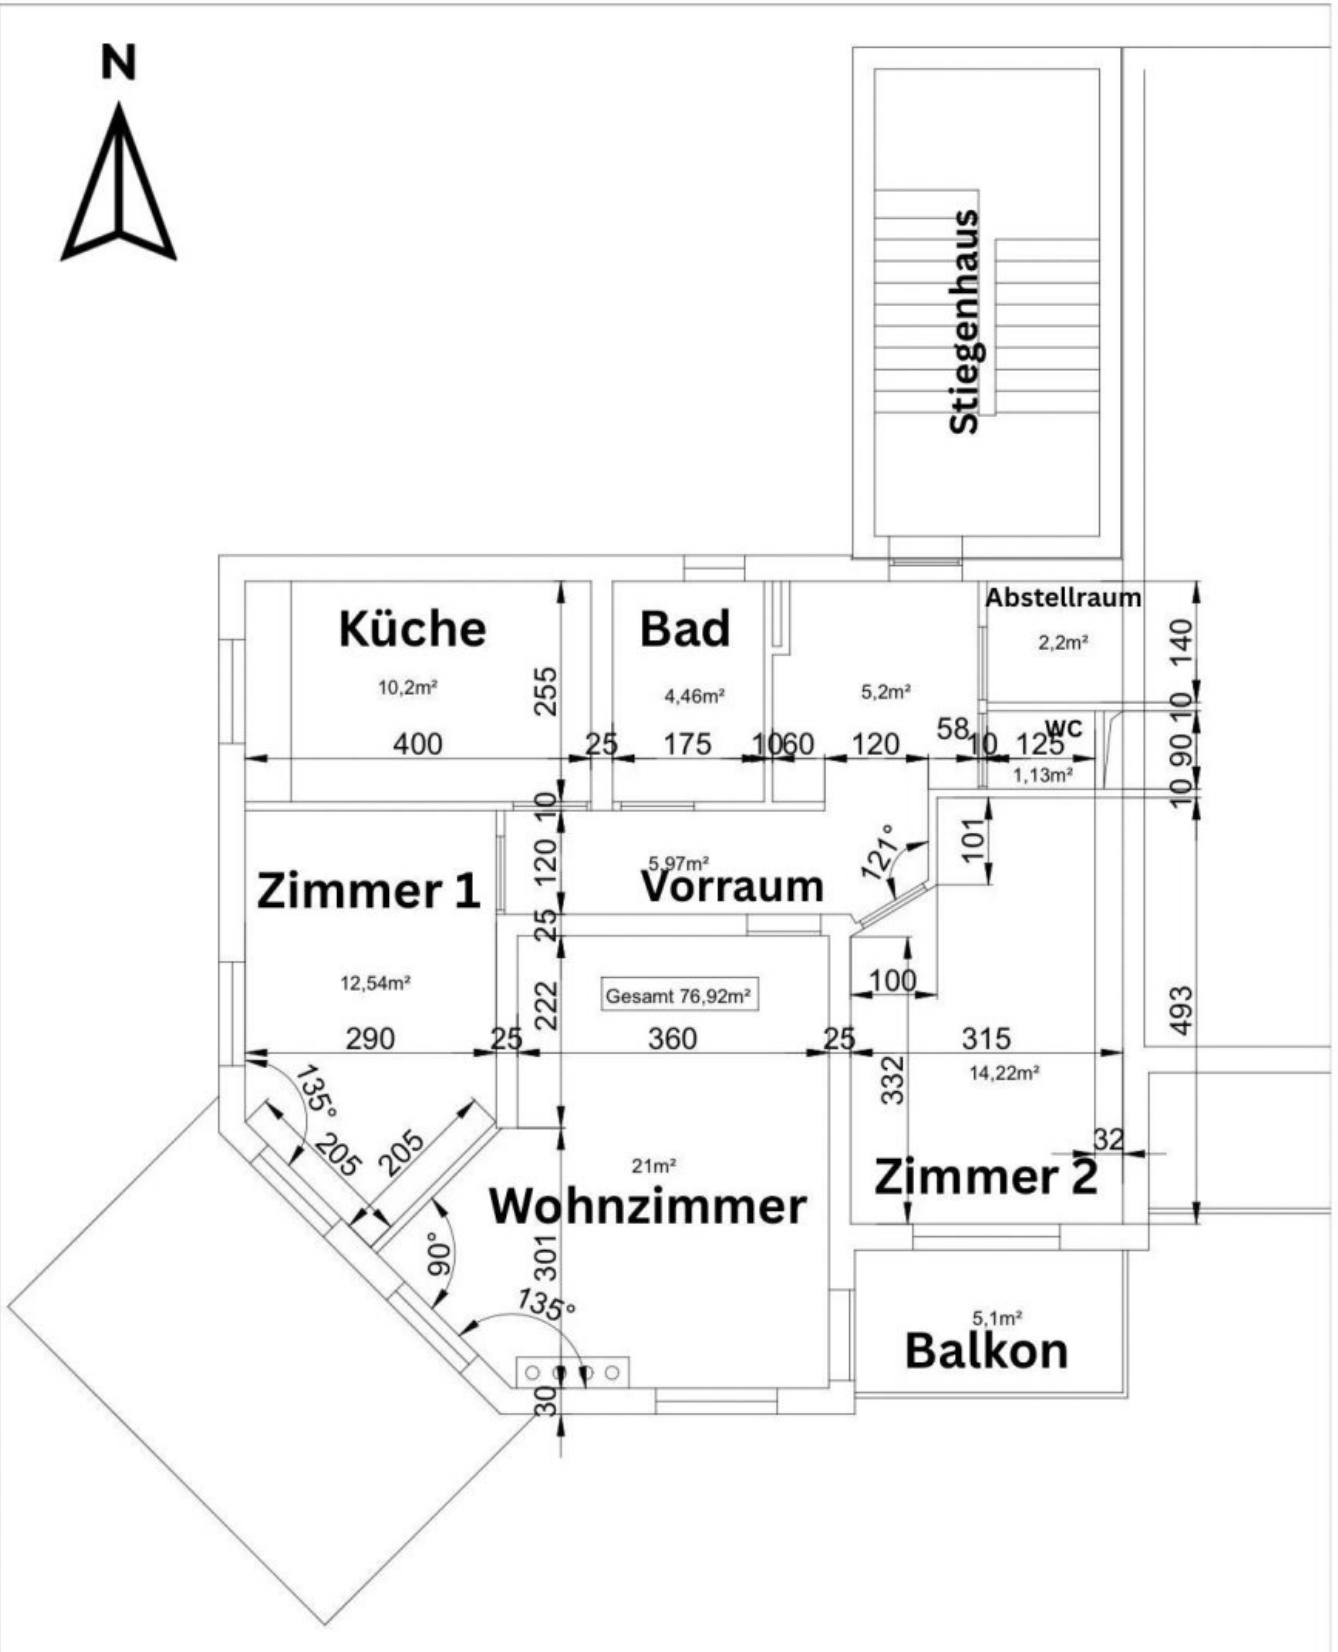 N
Stiegenhaus
Küche
Bad
Abstellraum
10,2m²
4,46m²
5,2m²
2,2m²
255
140
10
WC
400
25
175
10
60
120
58
10
125
1,13m²
90
10
10
Zimmer 1
120
5,97m²
Vorraum
121°
101
25
12,54m²
222
Gesamt 76,92m²
100
493
290
25
360
25
315
332
14,22m²
135°
205
205
21m²
32
Wohnzimmer
Zimmer 2
90°
301
135°
5,1m²
Balkon
30